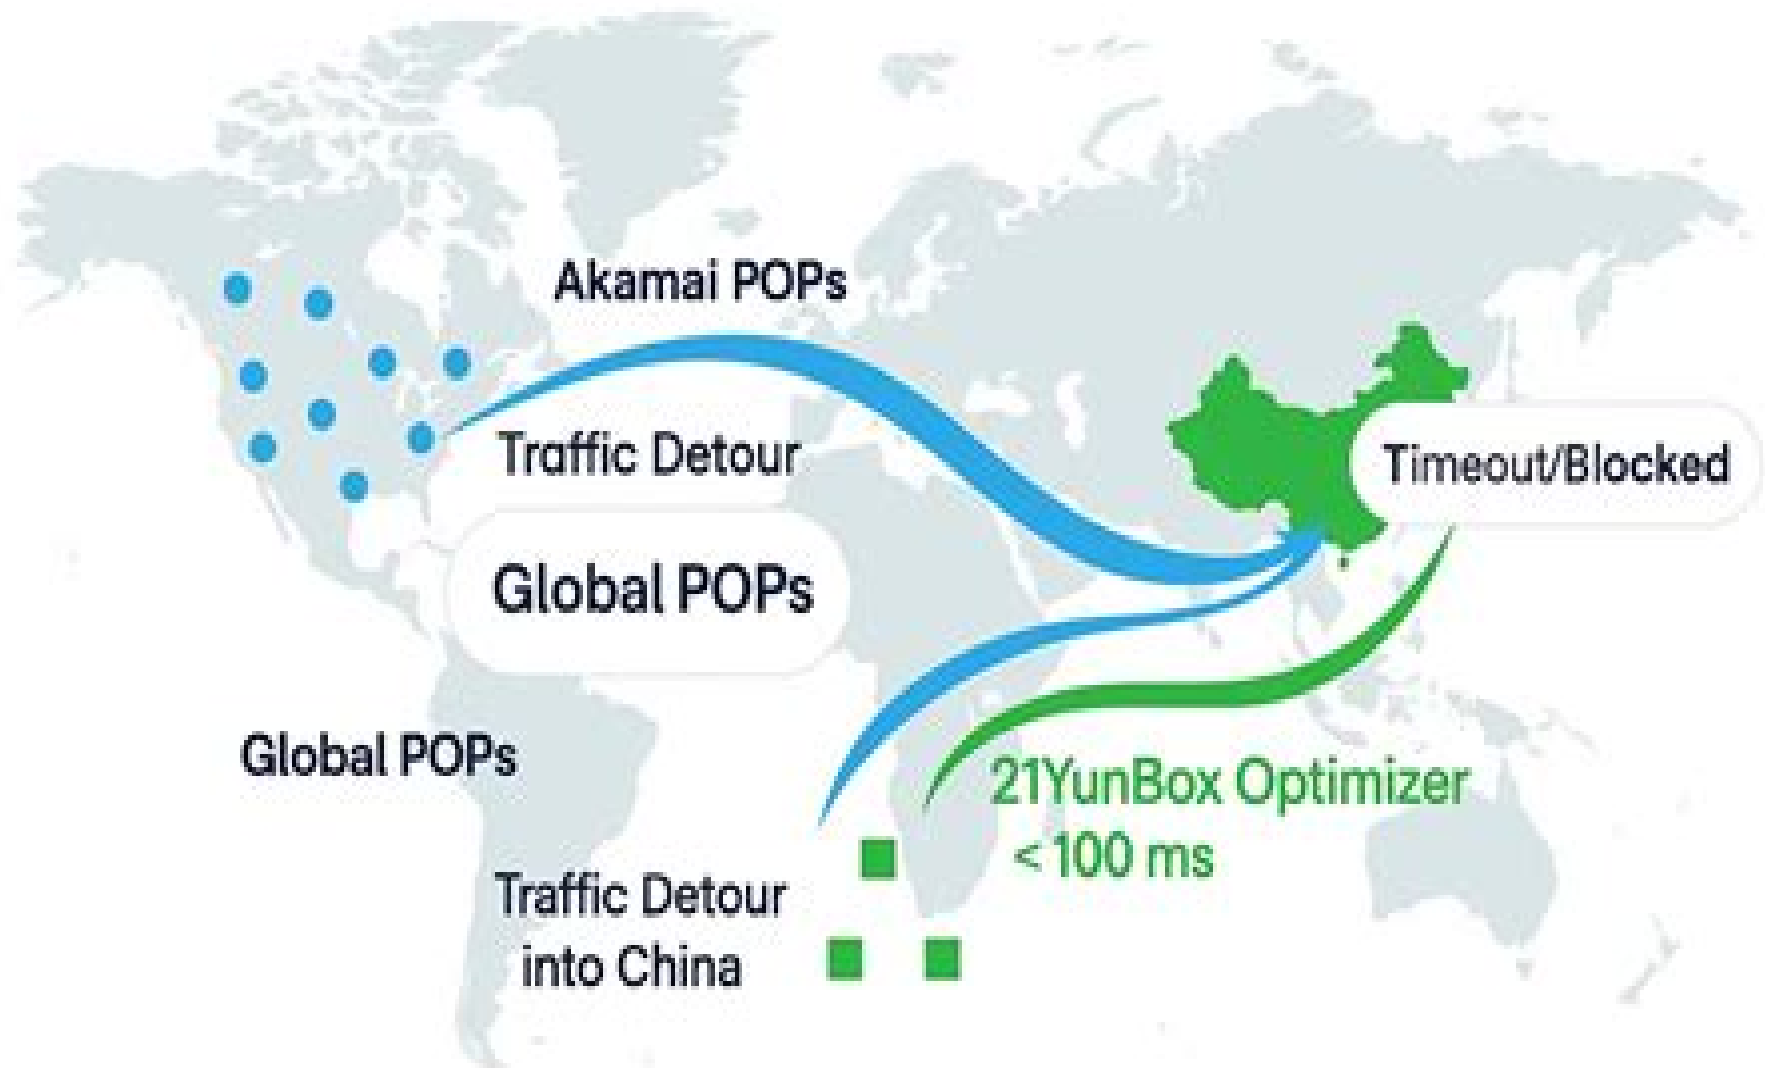 Akamai POPs
Traffic Detour
Timeout/Blocked
Global POPs
Global POPs
21YunBox Optimizer
< 100 ms
Traffic Detour
into China